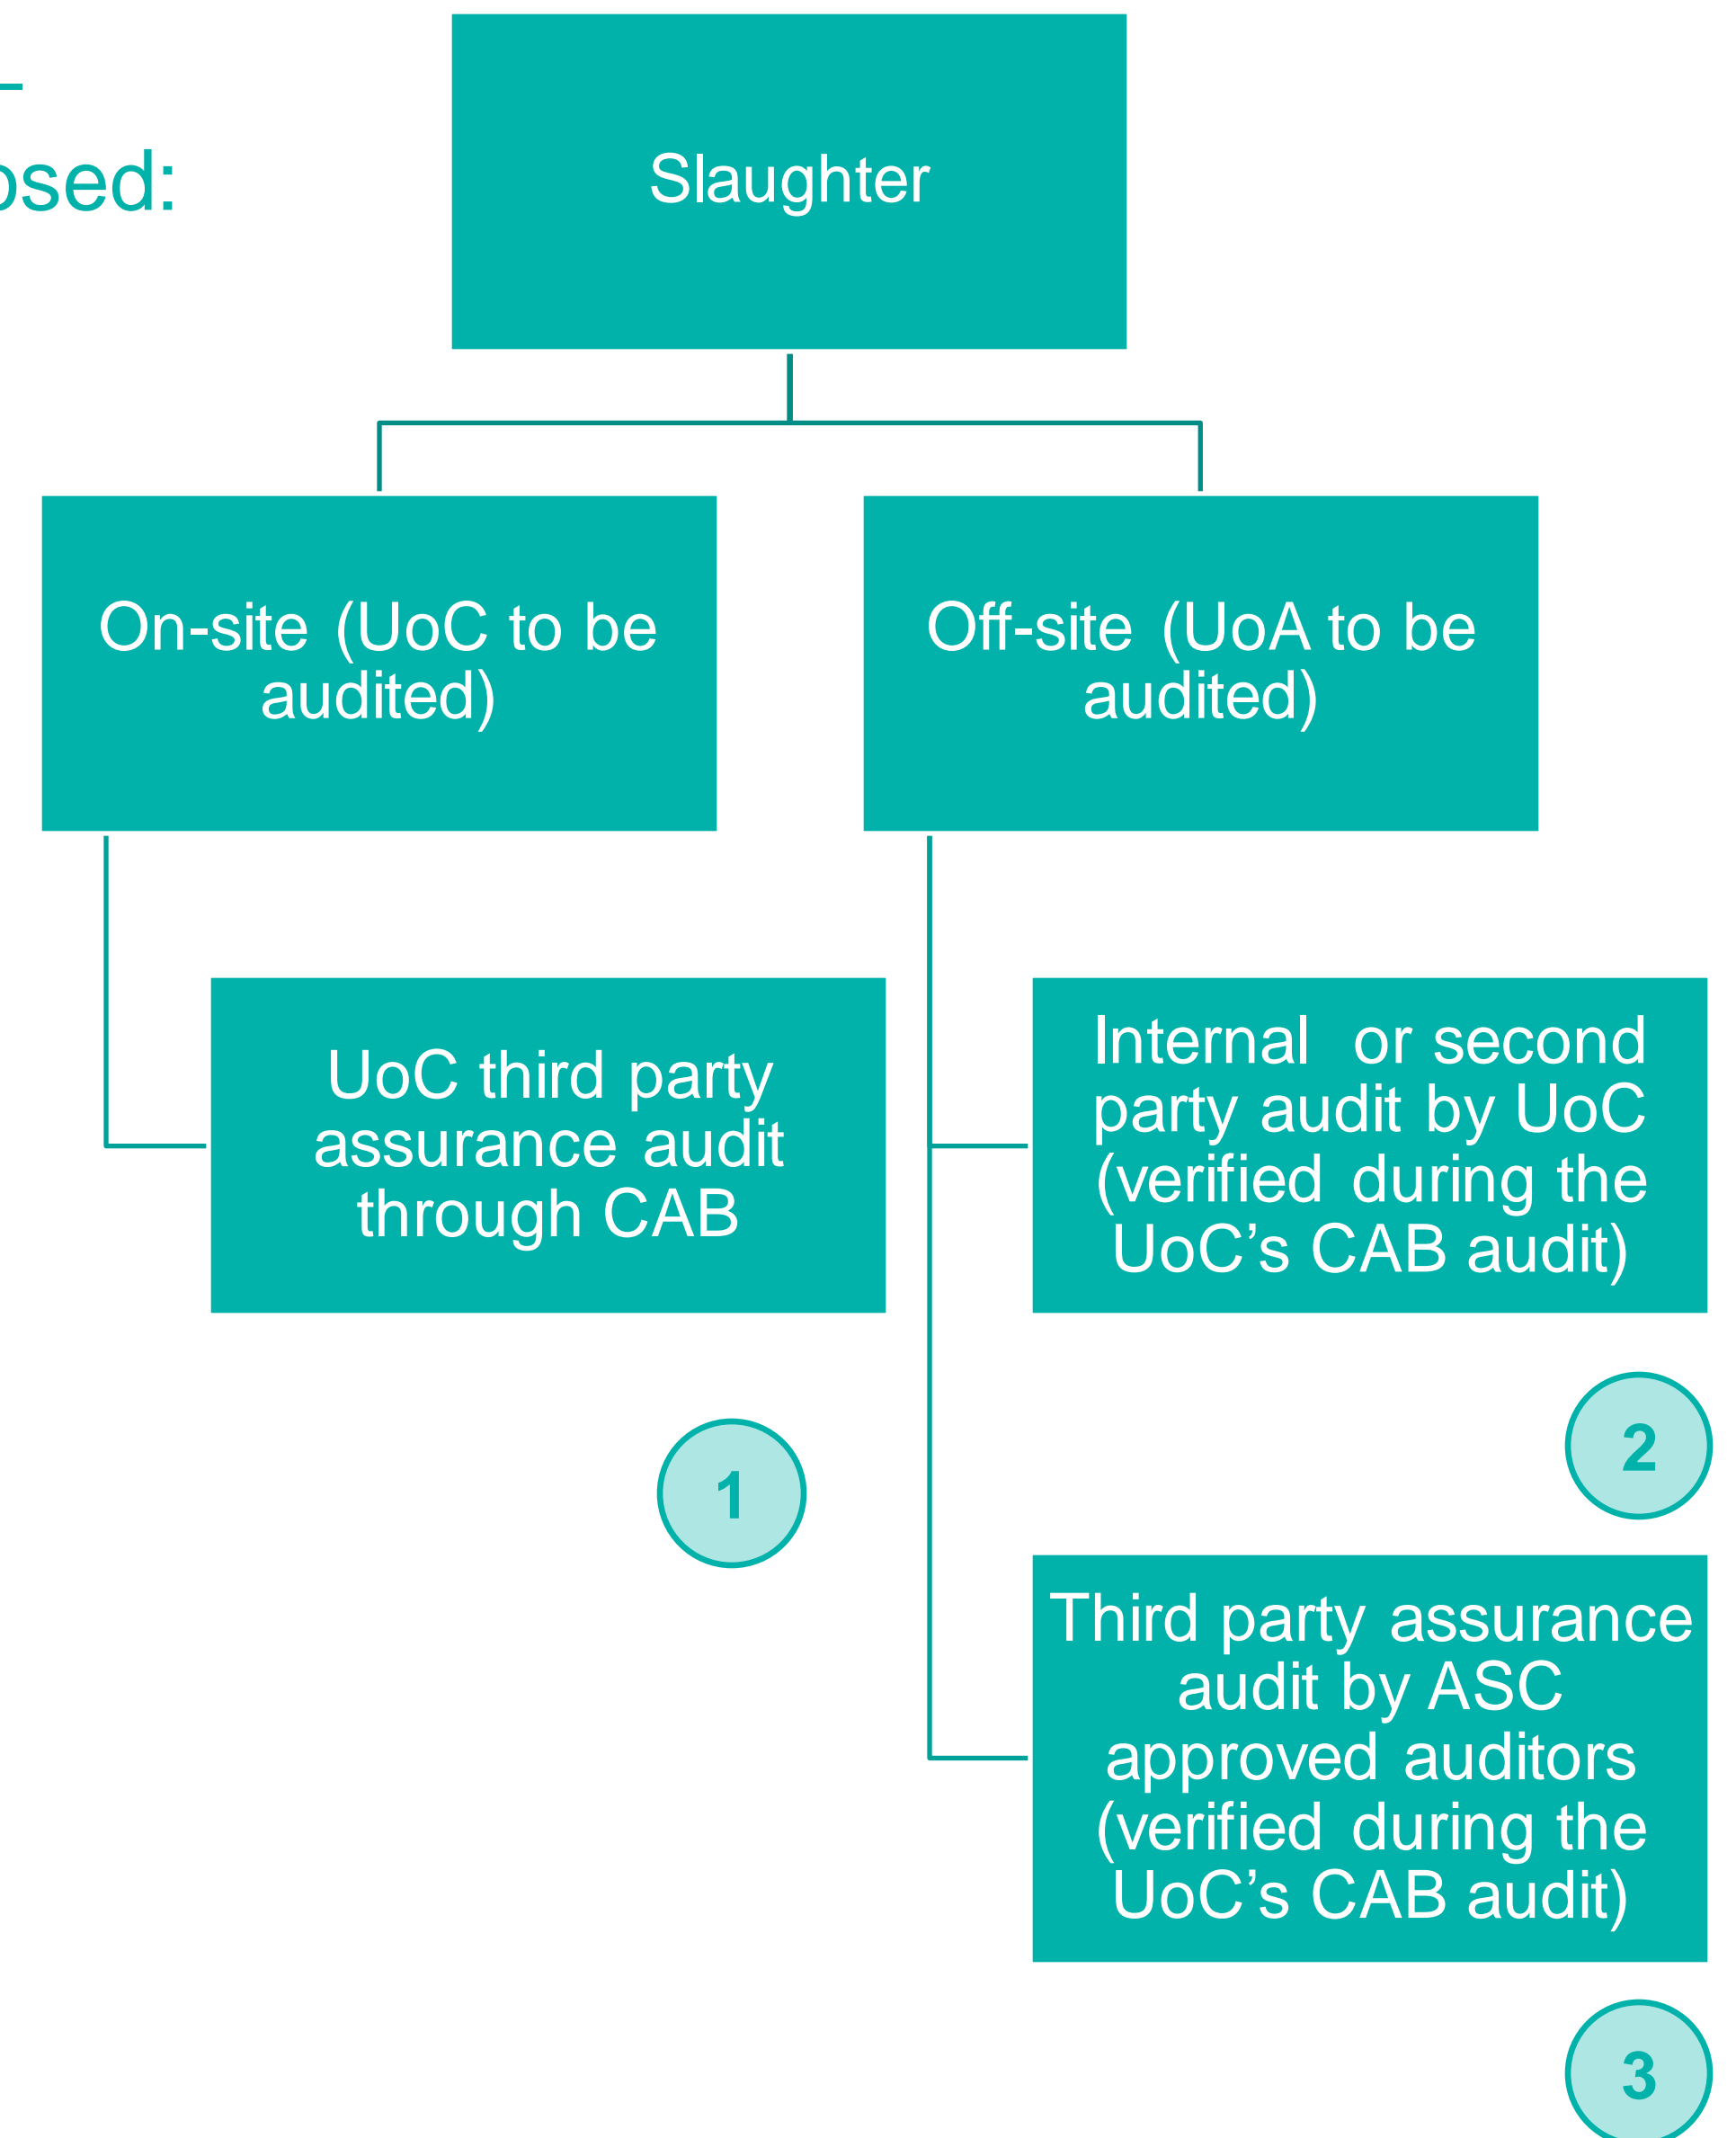 –
osed:
Slaughter
On-site (UoC to be
audited)
Off-site (UoA to be
audited)
UoC third party
assurance audit
through CAB
Internal or second
party audit by UoC
(verified during the
UoC’s CAB audit)
1
2
Third party assurance
audit by ASC
approved auditors
(verified during the
UoC’s CAB audit)
3